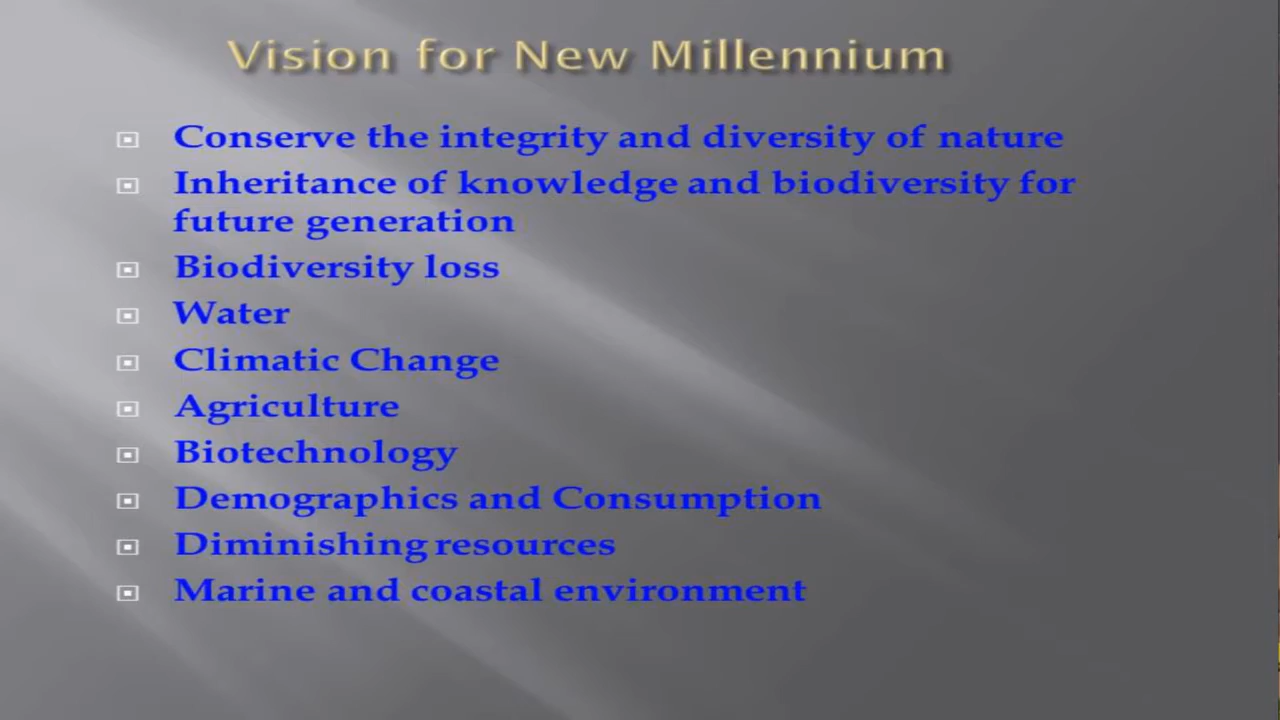 Vision for New Millennium
Conserve the integrity and diversity of nature
Inheritance of knowledge and biodiversity for
future generation
Biodiversity loss
Water
Climatic Change
Agriculture
Biotechnology
Demographics and Consumption
Diminishing resources
Marine and coastal environment